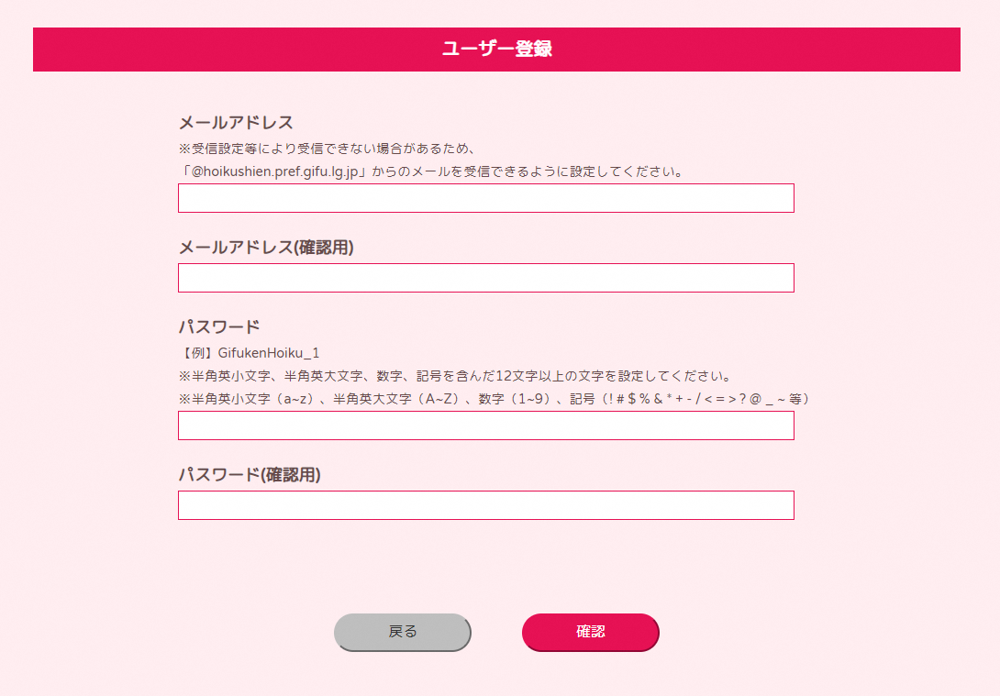 ユーザー登録
メールアドレス
※受信設定等により受信できない場合があるため、
「@hoikushien.pref.gifu.lg.jp」からのメールを受信できるように設定してください。
メールアドレス(確認用)
パスワード
【例】GifukenHoiku_1
※半角英小文字、半角英大文字、数字、記号を含んだ12文字以上の文字を設定してください。
※半角英小文字（a~z）、半角英大文字（A~Z）、数字（1~9）、記号（! # $ % & * + - / < = > ? @ _ ~ 等）
パスワード(確認用)
戻る
確認